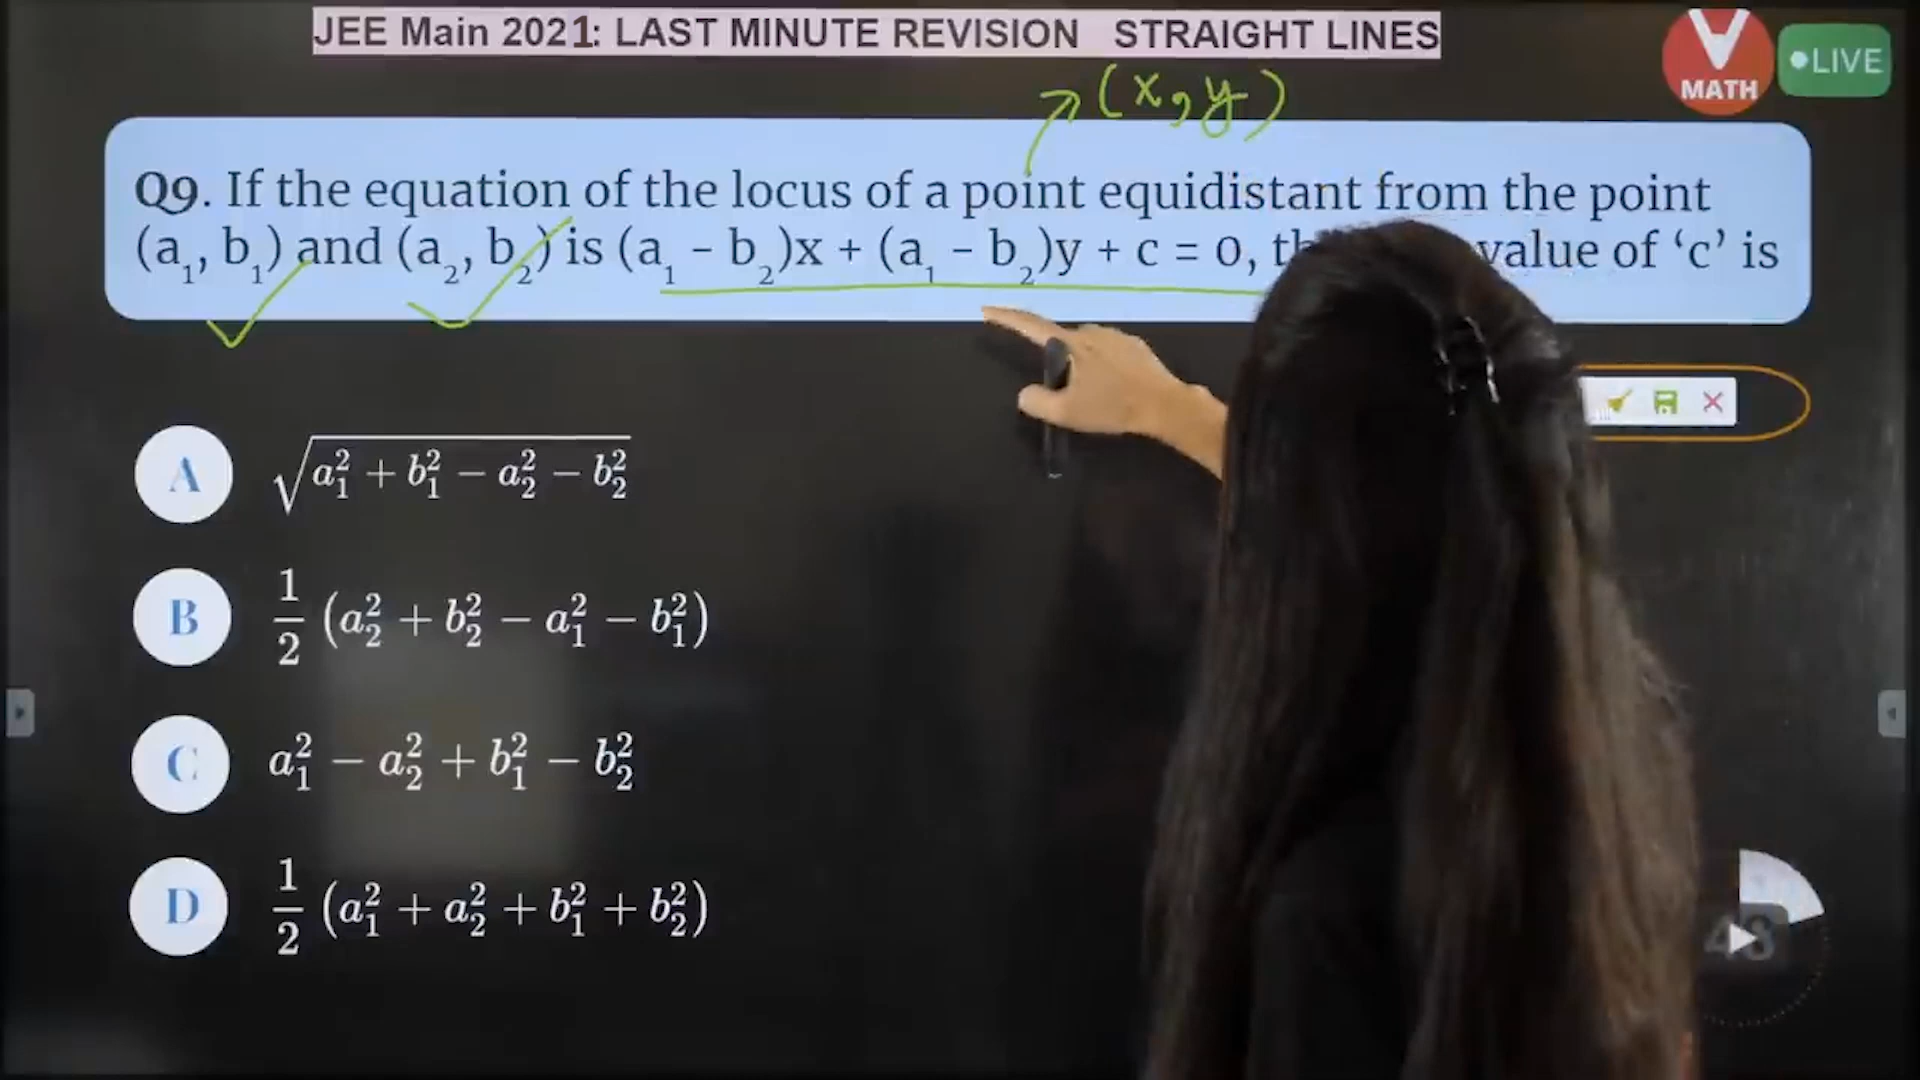 JEE Main 2021: LAST MINUTE REVISION STRAIGHT LINES
V
MATH
LIVE
(x, y)
Q9. If the equation of the locus of a point equidistant from the point
(a₁, b₁) and (a₂, b₂) is (a₁ - b₂)x + (a₁ - b₂)y + c = 0, value of ‘c’ is
A √(a₁² + b₁² − a₂² − b₂²)
B 1/2 (a₂² + b₂² − a₁² − b₁²)
C a₁² − a₂² + b₁² − b₂²
D 1/2 (a₁² + a₂² + b₁² + b₂²)
48